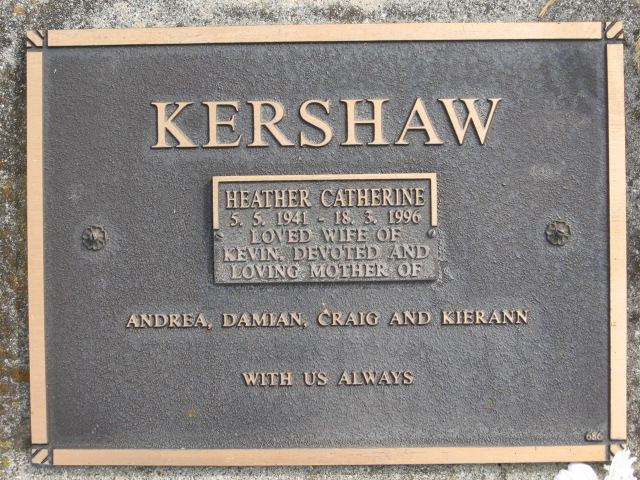 KERSHAW
HEATHER CATHERINE
5. 5. 1941 - 18. 3. 1996
LOVED WIFE OF
KEVIN, DEVOTED AND
LOVING MOTHER OF
ANDREA, DAMIAN, CRAIG AND KIERANN
WITH US ALWAYS
686